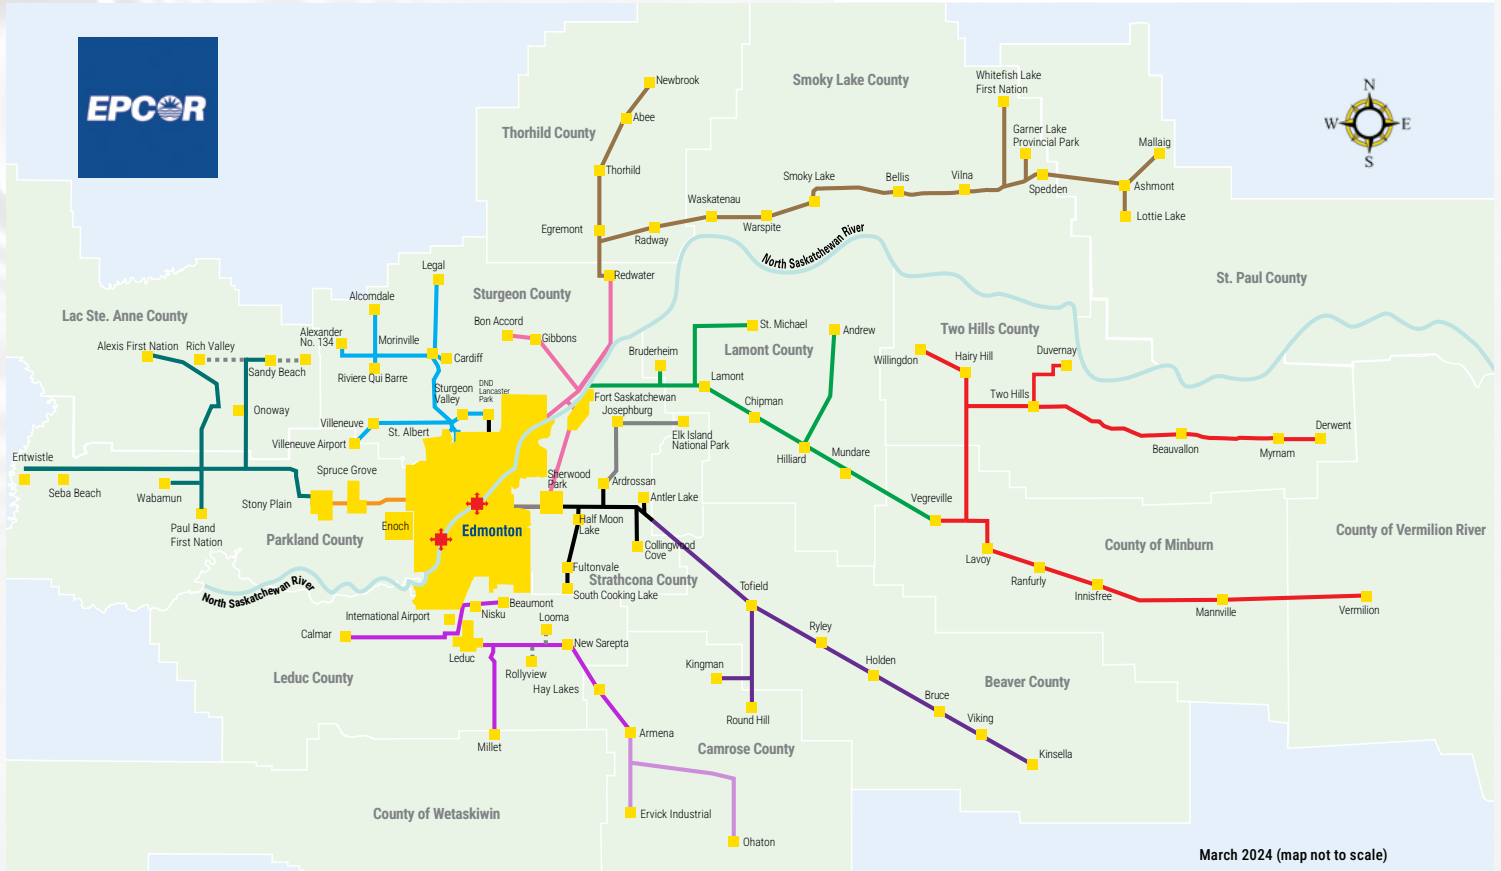 EPCOR
Newbrook
Abee
Thorhild County
Thorhild
Egremont
Radway
Waskatenau
Warspite
Smoky Lake
Smoky Lake County
Bellis
Vilna
Whitefish Lake
First Nation
Garner Lake
Provincial Park
Spedden
Mallaig
Ashmont
Lottie Lake
N
W
E
S
Redwater
North Saskatchewan River
St. Paul County
Legal
Alcomdale
Sturgeon County
Bon Accord
Gibbons
Lac Ste. Anne County
Alexis First Nation
Rich Valley
Sandy Beach
Alexander
No. 134
Morinville
Cardiff
Riviere Qui Barre
Sturgeon
Valley
DND
Lancaster
Park
Onoway
Villeneuve
Villeneuve Airport
St. Albert
Bruderheim
St. Michael
Lamont County
Andrew
Lamont
Fort Saskatchewan
Josephburg
Elk Island
National Park
Chipman
Hilliard
Mundare
Vegreville
Two Hills County
Willingdon
Hairy Hill
Duvernay
Two Hills
Beauvallon
Myrnam
Derwent
Entwistle
Seba Beach
Wabamun
Paul Band
First Nation
Spruce Grove
Stony Plain
Enoch
Parkland County
Edmonton
Sherwood
Park
Ardrossan
Antler Lake
Half Moon
Lake
Collingwood
Cove
Fultonvale
South Cooking Lake
Strathcona County
Lavoy
Ranfurly
Innisfree
Mannville
Vermilion
County of Minburn
County of Vermilion River
North Saskatchewan River
International Airport
Nisku
Beaumont
Calmar
Leduc
Looma
Rollyview
New Sarepta
Hay Lakes
Leduc County
Millet
Armena
Tofield
Ryley
Holden
Bruce
Viking
Kinsella
Kingman
Round Hill
Beaver County
Camrose County
County of Wetaskiwin
Ervick Industrial
Ohaton
March 2024 (map not to scale)